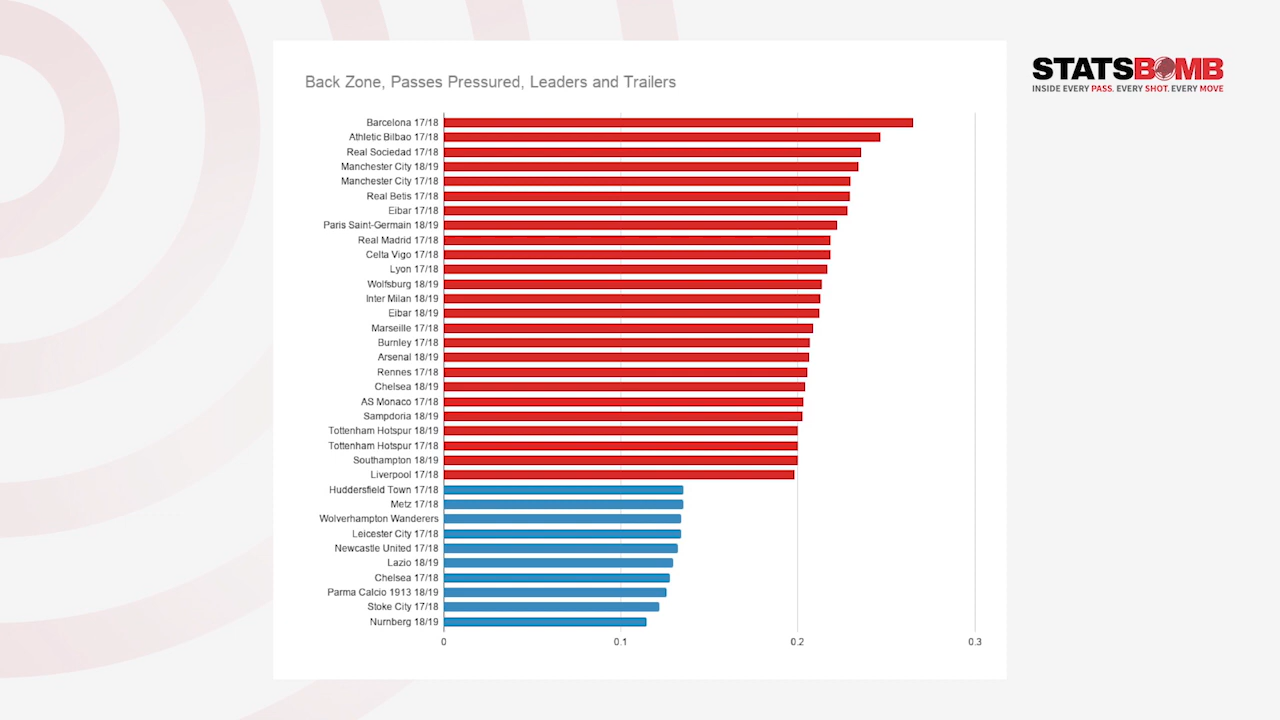 STATSBOMB
INSIDE EVERY PASS. EVERY SHOT. EVERY MOVE
Back Zone, Passes Pressured, Leaders and Trailers
Barcelona 17/18
Athletic Bilbao 17/18
Real Sociedad 17/18
Manchester City 18/19
Manchester City 17/18
Real Betis 17/18
Eibar 17/18
Paris Saint-Germain 18/19
Real Madrid 17/18
Celta Vigo 17/18
Lyon 17/18
Wolfsburg 18/19
Inter Milan 18/19
Eibar 18/19
Marseille 17/18
Burnley 17/18
Arsenal 18/19
Rennes 17/18
Chelsea 18/19
AS Monaco 17/18
Sampdoria 18/19
Tottenham Hotspur 18/19
Tottenham Hotspur 17/18
Southampton 18/19
Liverpool 17/18
Huddersfield Town 17/18
Metz 17/18
Wolverhampton Wanderers
Leicester City 17/18
Newcastle United 17/18
Lazio 18/19
Chelsea 17/18
Parma Calcio 1913 18/19
Stoke City 17/18
Nurnberg 18/19
0 0.1 0.2 0.3